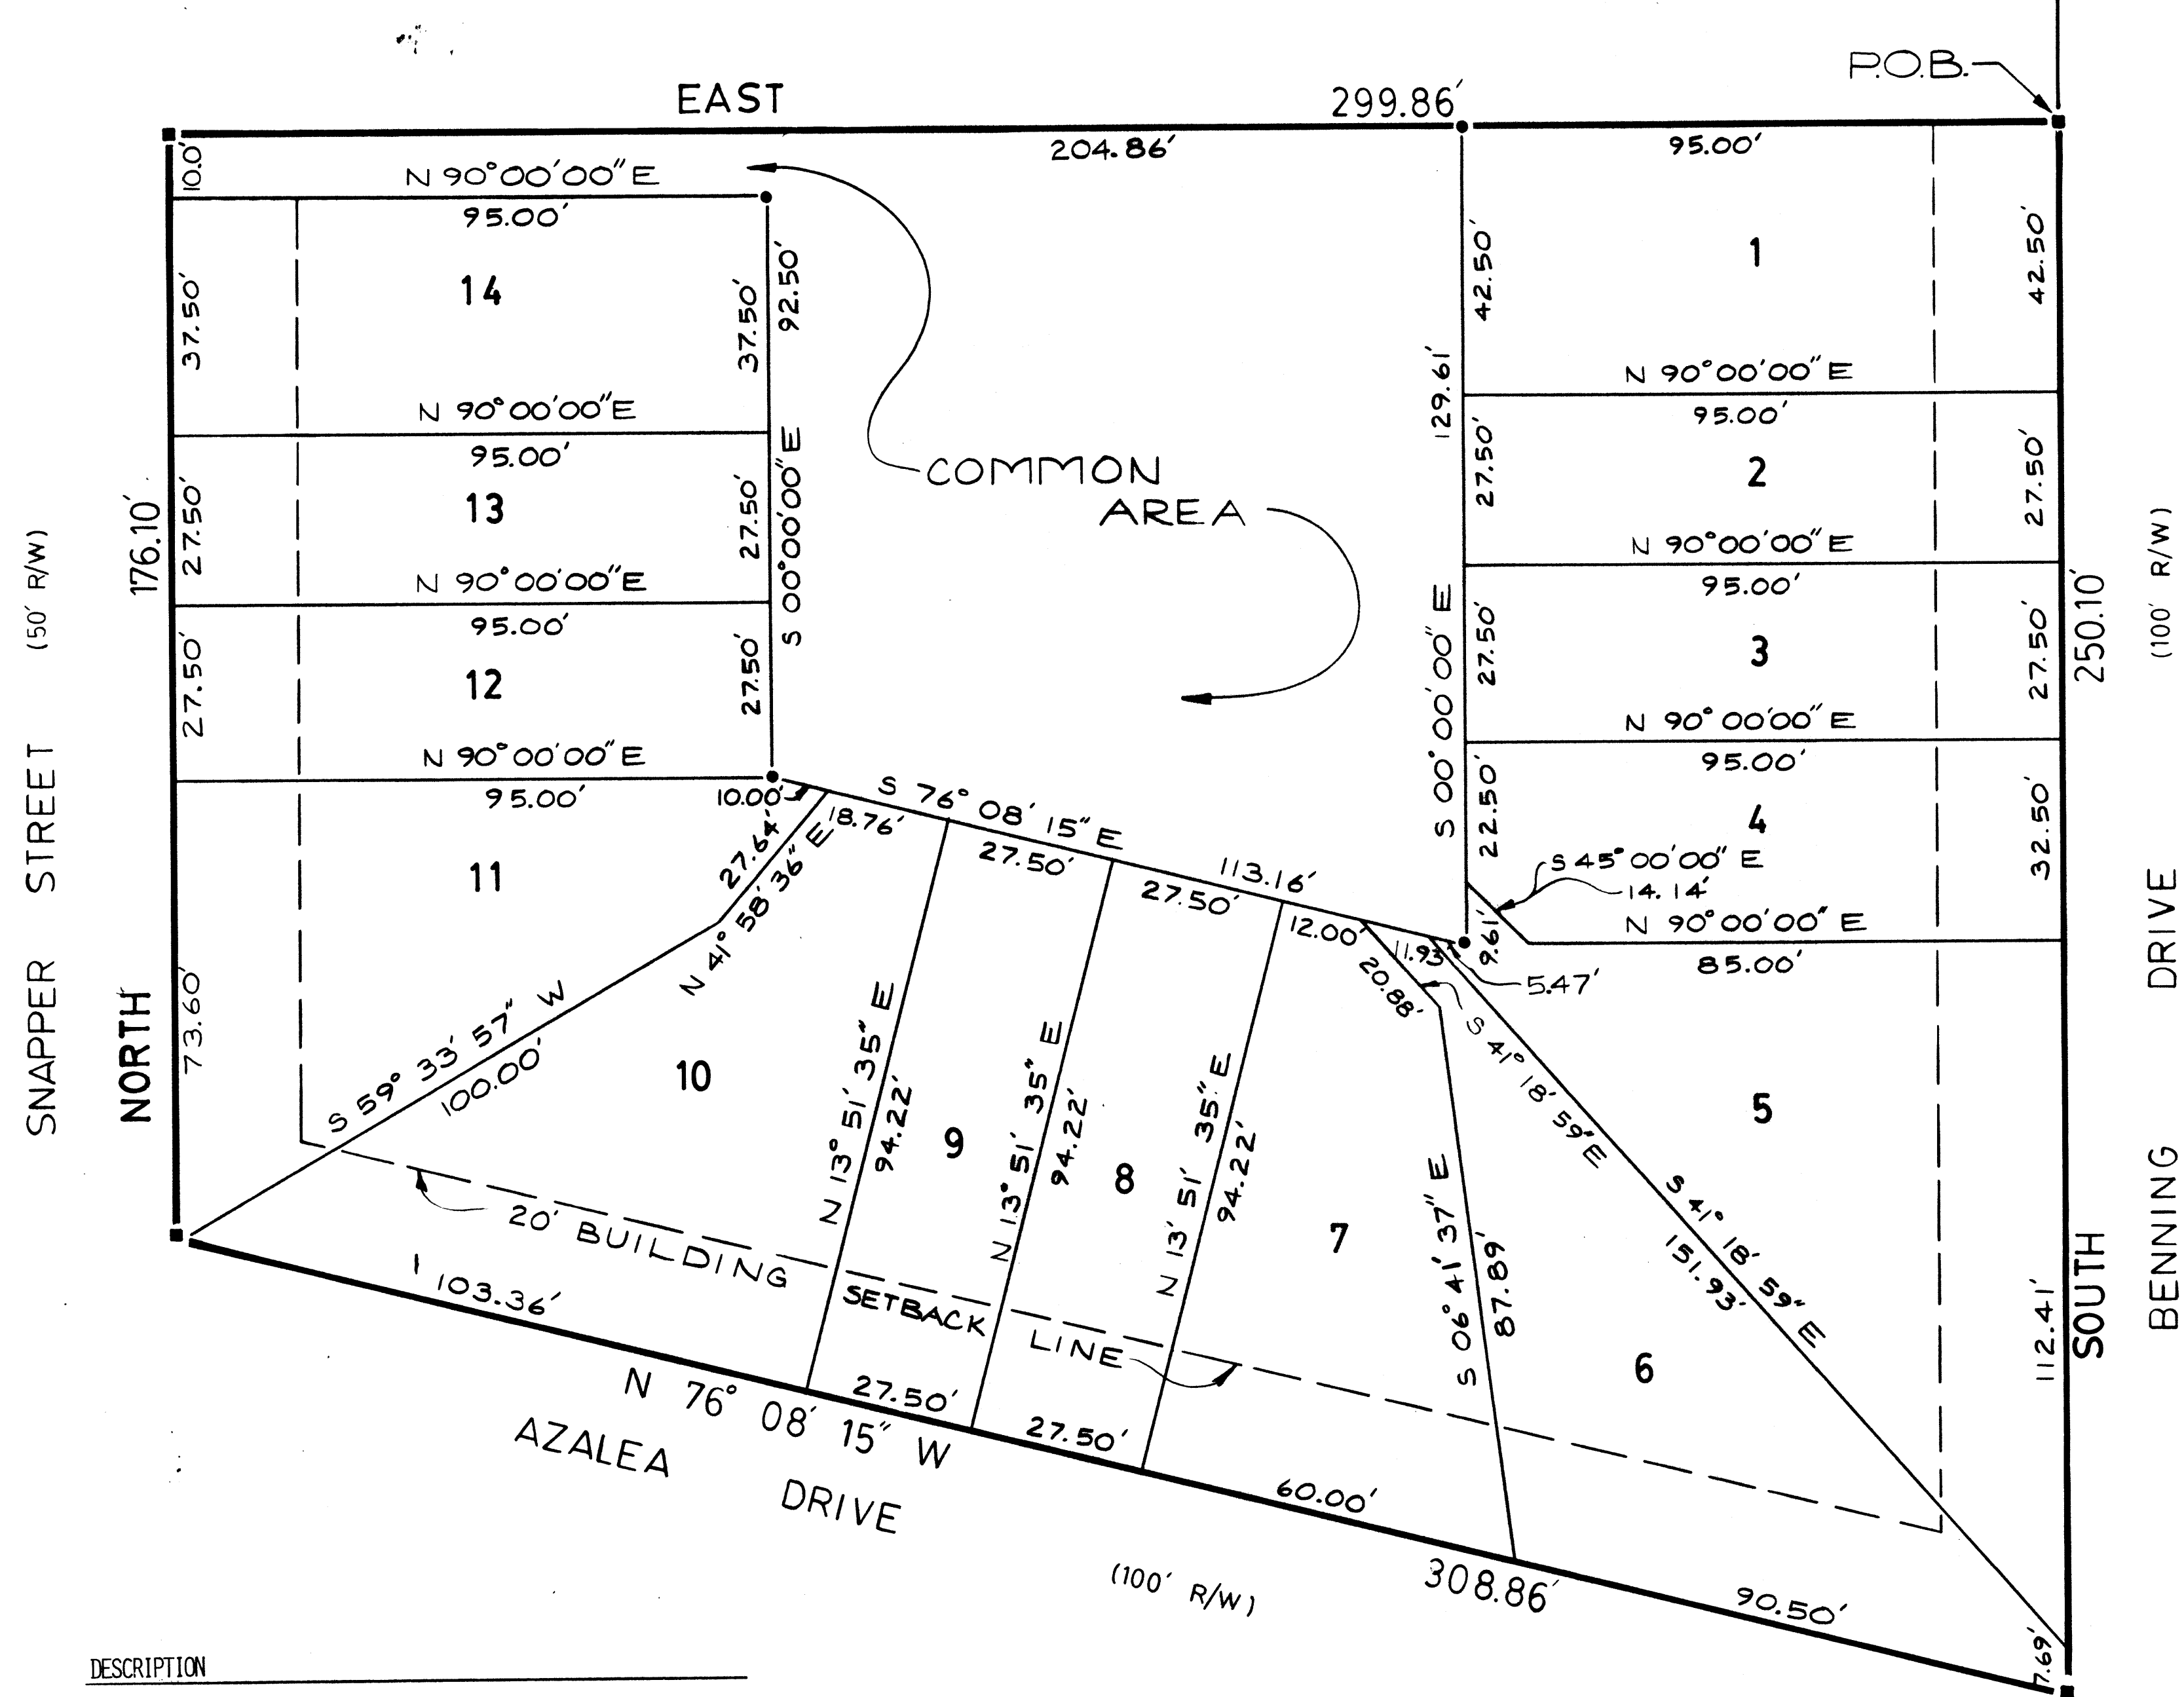 P.O.B.
EAST
299.86'
204.86'
95.00'
10.0'
N 90°00'00"E
95.00'
14
37.50'
37.50'
92.50'
N 90°00'00"E
95.00'
13
27.50'
27.50'
S 00°00'00"E
N 90°00'00"E
95.00'
12
27.50'
27.50'
N 90°00'00"E
95.00'
11
73.60'
176.10'
NORTH
SNAPPER STREET (50' R/W)
COMMON
AREA
1
42.50'
42.50'
129.61'
N 90°00'00"E
95.00'
2
27.50'
27.50'
N 90°00'00"E
95.00'
3
27.50'
27.50'
S 00°00'00"E
N 90°00'00"E
95.00'
4
22.50'
32.50'
S 45°00'00" E
14.14'
N 90°00'00" E
85.00'
9.61'
5.47'
250.10'
SOUTH
BENNING DRIVE (100' R/W)
10.00'
S 76° 08' 15" E
113.16'
18.76'
27.50'
27.50'
12.00'
11.93'
27.64'
N 41° 58' 36" E
S 59° 33' 57" W
100.00'
10
N 13° 51' 35" E
94.22'
9
N 13° 51' 35" E
94.22'
8
N 13° 51' 35" E
94.22'
7
20.88'
S 41° 18' 59" E
S 06° 41' 37" E
87.89'
6
S 41° 18' 59" E
151.93'
5
112.41'
7.69'
20' BUILDING
SETBACK
LINE
103.36'
27.50'
27.50'
60.00'
90.50'
N 76° 08' 15" W
308.86'
AZALEA
DRIVE
(100' R/W)
DESCRIPTION